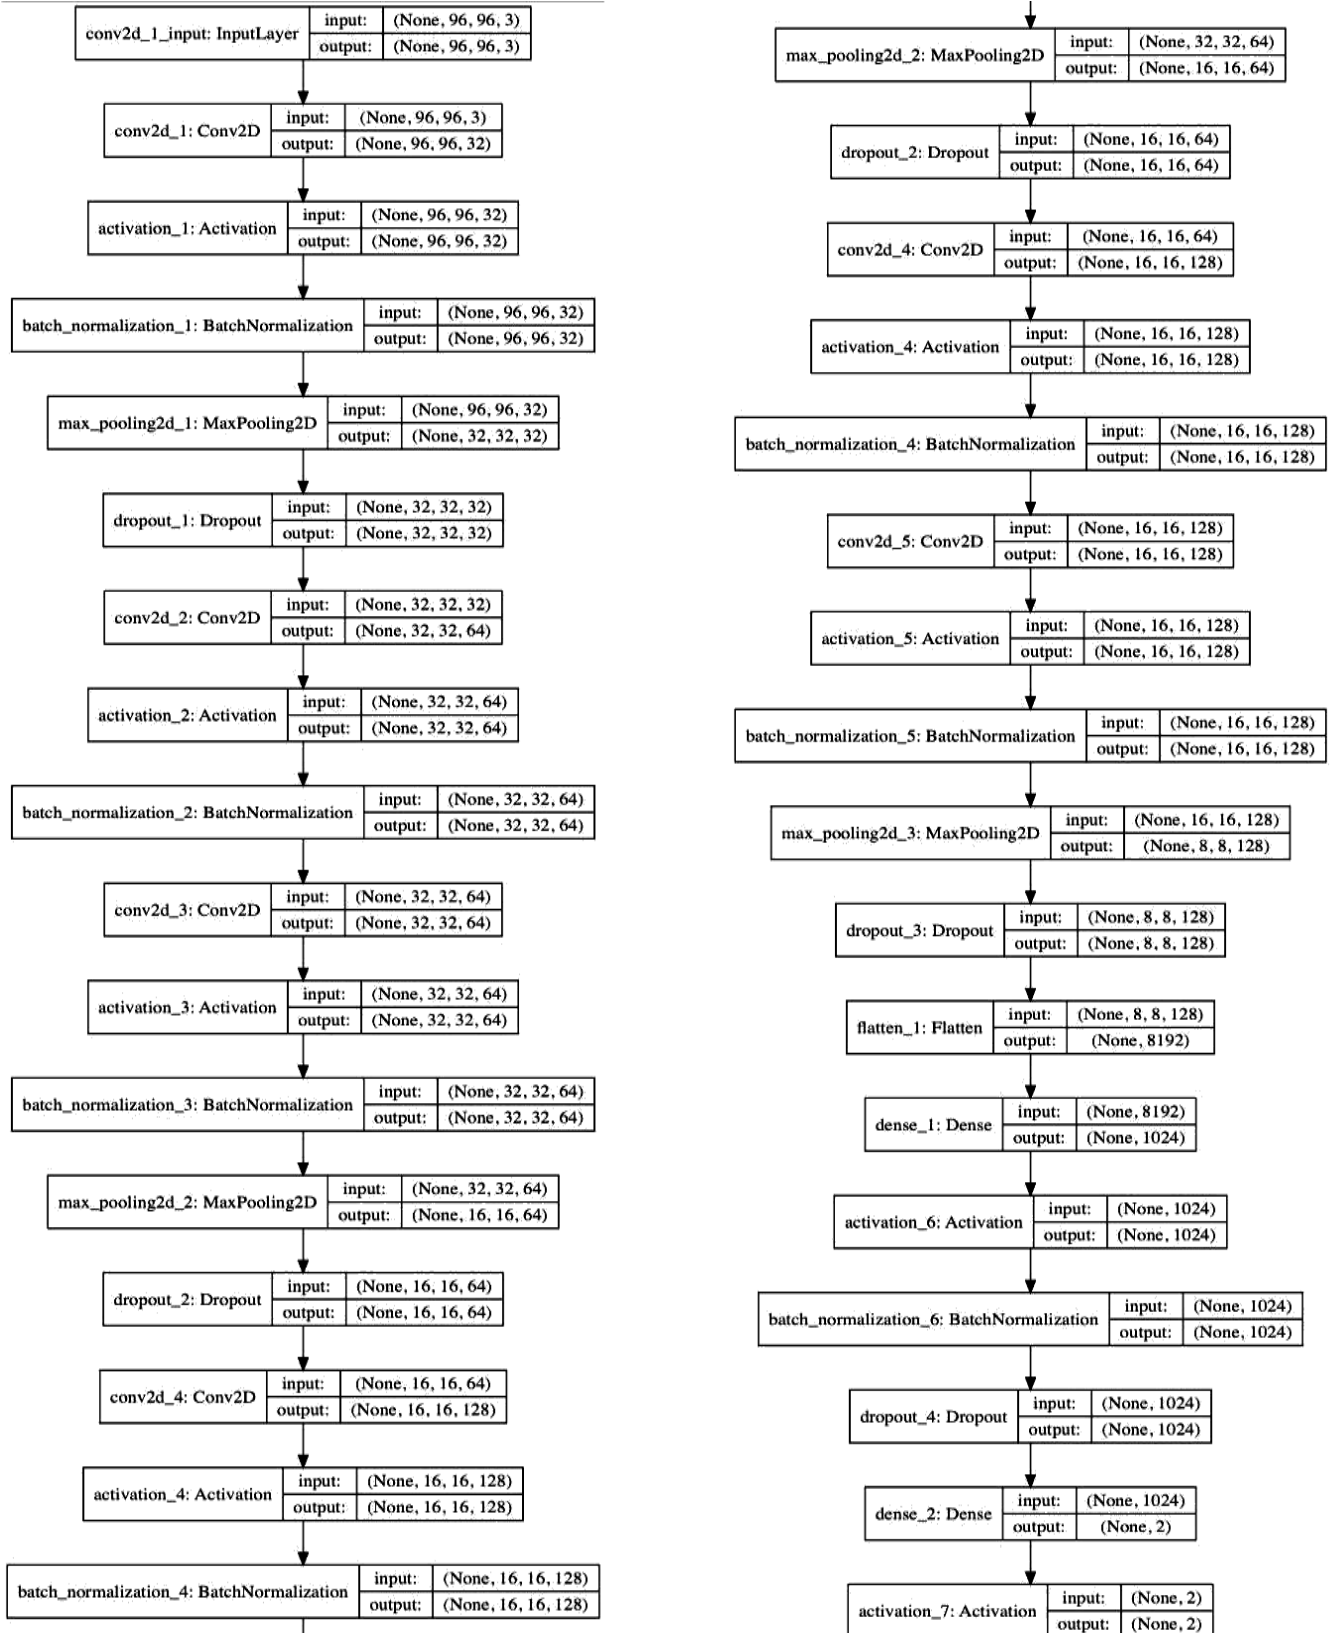 conv2d_1_input: InputLayer
input: (None, 96, 96, 3)
output: (None, 96, 96, 3)
conv2d_1: Conv2D
input: (None, 96, 96, 3)
output: (None, 96, 96, 32)
activation_1: Activation
input: (None, 96, 96, 32)
output: (None, 96, 96, 32)
batch_normalization_1: BatchNormalization
input: (None, 96, 96, 32)
output: (None, 96, 96, 32)
max_pooling2d_1: MaxPooling2D
input: (None, 96, 96, 32)
output: (None, 32, 32, 32)
dropout_1: Dropout
input: (None, 32, 32, 32)
output: (None, 32, 32, 32)
conv2d_2: Conv2D
input: (None, 32, 32, 32)
output: (None, 32, 32, 64)
activation_2: Activation
input: (None, 32, 32, 64)
output: (None, 32, 32, 64)
batch_normalization_2: BatchNormalization
input: (None, 32, 32, 64)
output: (None, 32, 32, 64)
conv2d_3: Conv2D
input: (None, 32, 32, 64)
output: (None, 32, 32, 64)
activation_3: Activation
input: (None, 32, 32, 64)
output: (None, 32, 32, 64)
batch_normalization_3: BatchNormalization
input: (None, 32, 32, 64)
output: (None, 32, 32, 64)
max_pooling2d_2: MaxPooling2D
input: (None, 32, 32, 64)
output: (None, 16, 16, 64)
dropout_2: Dropout
input: (None, 16, 16, 64)
output: (None, 16, 16, 64)
conv2d_4: Conv2D
input: (None, 16, 16, 64)
output: (None, 16, 16, 128)
activation_4: Activation
input: (None, 16, 16, 128)
output: (None, 16, 16, 128)
batch_normalization_4: BatchNormalization
input: (None, 16, 16, 128)
output: (None, 16, 16, 128)
max_pooling2d_2: MaxPooling2D
input: (None, 32, 32, 64)
output: (None, 16, 16, 64)
dropout_2: Dropout
input: (None, 16, 16, 64)
output: (None, 16, 16, 64)
conv2d_4: Conv2D
input: (None, 16, 16, 64)
output: (None, 16, 16, 128)
activation_4: Activation
input: (None, 16, 16, 128)
output: (None, 16, 16, 128)
batch_normalization_4: BatchNormalization
input: (None, 16, 16, 128)
output: (None, 16, 16, 128)
conv2d_5: Conv2D
input: (None, 16, 16, 128)
output: (None, 16, 16, 128)
activation_5: Activation
input: (None, 16, 16, 128)
output: (None, 16, 16, 128)
batch_normalization_5: BatchNormalization
input: (None, 16, 16, 128)
output: (None, 16, 16, 128)
max_pooling2d_3: MaxPooling2D
input: (None, 16, 16, 128)
output: (None, 8, 8, 128)
dropout_3: Dropout
input: (None, 8, 8, 128)
output: (None, 8, 8, 128)
flatten_1: Flatten
input: (None, 8, 8, 128)
output: (None, 8192)
dense_1: Dense
input: (None, 8192)
output: (None, 1024)
activation_6: Activation
input: (None, 1024)
output: (None, 1024)
batch_normalization_6: BatchNormalization
input: (None, 1024)
output: (None, 1024)
dropout_4: Dropout
input: (None, 1024)
output: (None, 1024)
dense_2: Dense
input: (None, 1024)
output: (None, 2)
activation_7: Activation
input: (None, 2)
output: (None, 2)